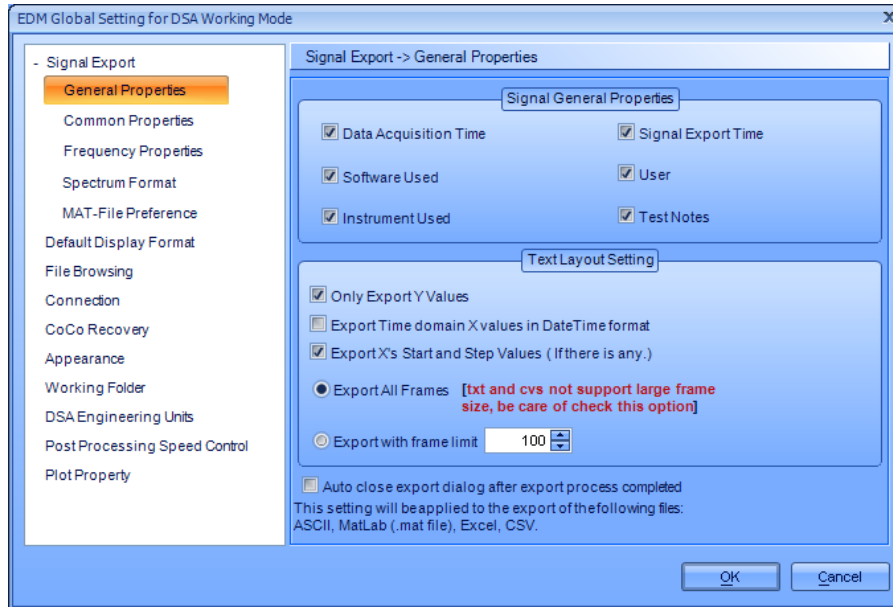 EDM Global Setting for DSA Working Mode
x
- Signal Export
General Properties
Common Properties
Frequency Properties
Spectrum Format
MAT-File Preference
Default Display Format
File Browsing
Connection
CoCo Recovery
Appearance
Working Folder
DSA Engineering Units
Post Processing Speed Control
Plot Property
Signal Export -> General Properties
Signal General Properties
Data Acquisition Time
Signal Export Time
Software Used
User
Instrument Used
Test Notes
Text Layout Setting
Only Export Y Values
Export Time domain X values in DateTime format
Export X's Start and Step Values ( If there is any.)
Export All Frames [txt and cvs not support large frame
size, be care of check this option]
Export with frame limit 100
Auto close export dialog after export process completed
This setting will beapplied to the export of the following files:
ASCII, MatLab (.mat file), Excel, CSV.
OK
Cancel